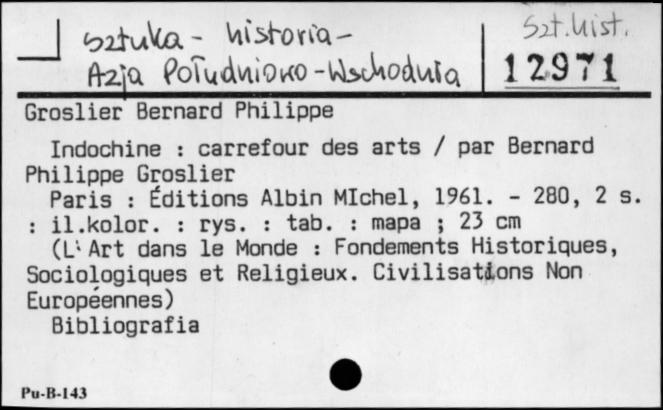 sztuka - historia -
Azja Południowo-Wschodnia
Szt. hist.
12971
Groslier Bernard Philippe
Indochine : carrefour des arts / par Bernard
Philippe Groslier
Paris : Éditions Albin MIchel, 1961. - 280, 2 s.
: il.kolor. : rys. : tab. : mapa ; 23 cm
(L'Art dans le Monde : Fondements Historiques,
Sociologiques et Religieux. Civilisations Non
Européennes)
Bibliografia
Pu-B-143